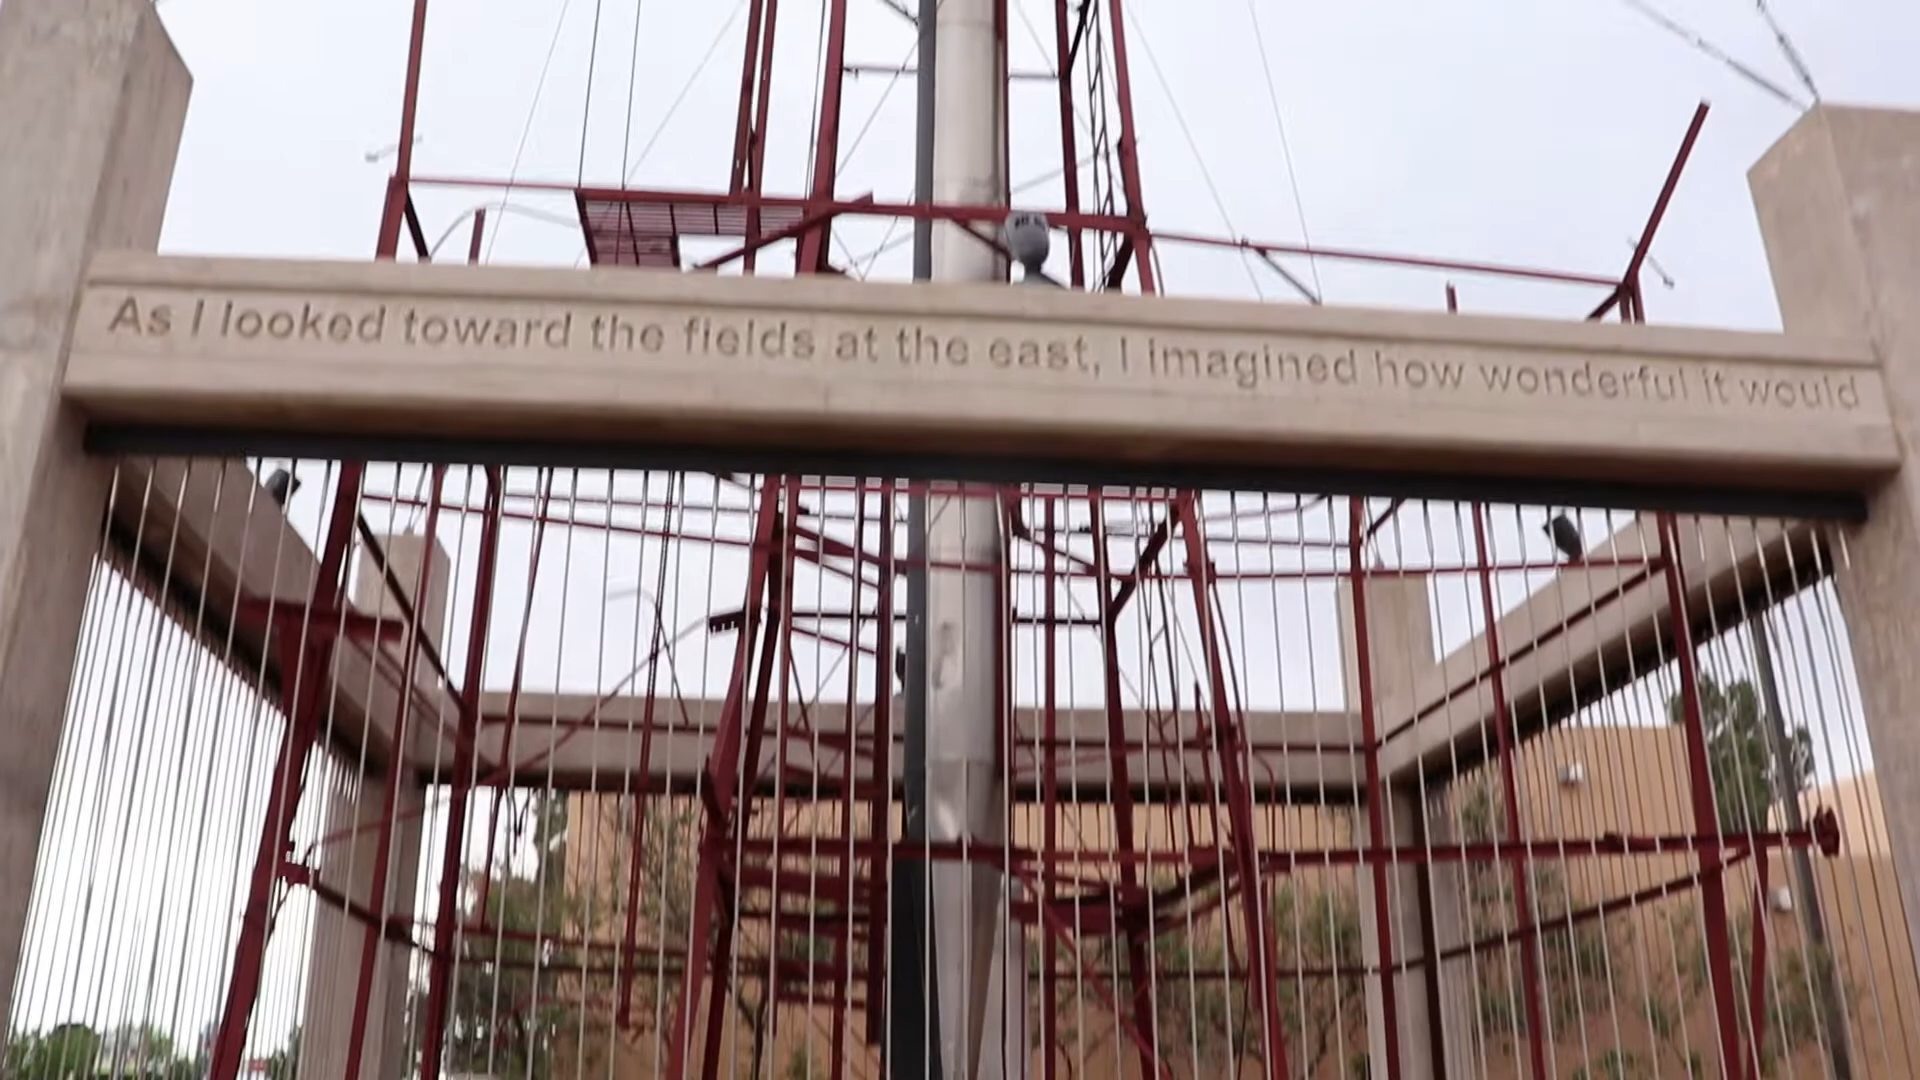 As I looked toward the fields at the east, I imagined how wonderful it would